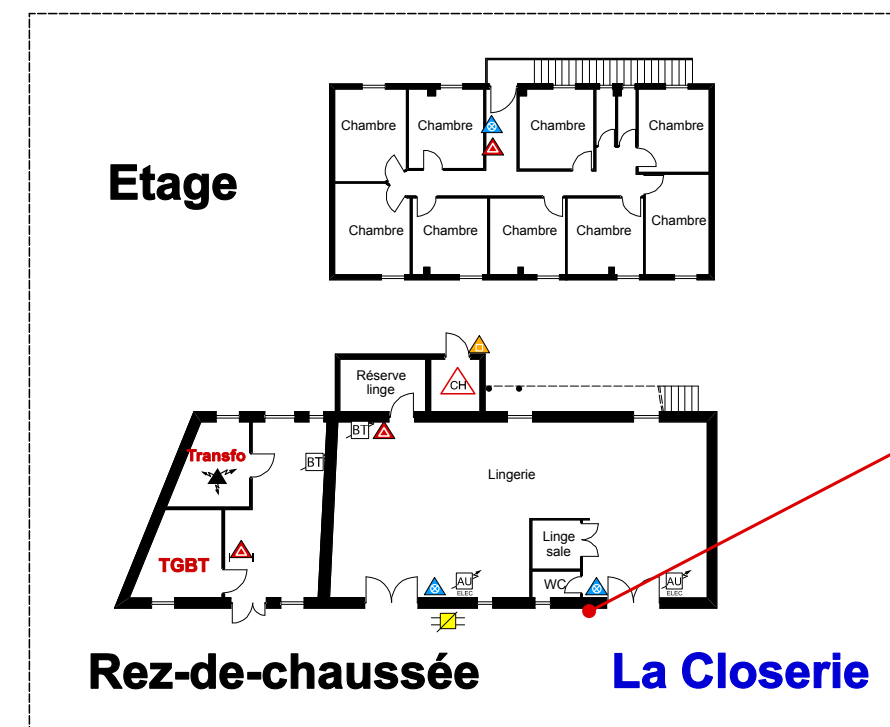 Chambre
Chambre
Chambre
Chambre
Etage
Chambre
Chambre
Chambre
Chambre
Chambre
Réserve
linge
CH
BT
Transfo
BT
Lingerie
Linge
sale
TGBT
WC
AU
ELEC
AU
ELEC
Rez-de-chaussée
La Closerie